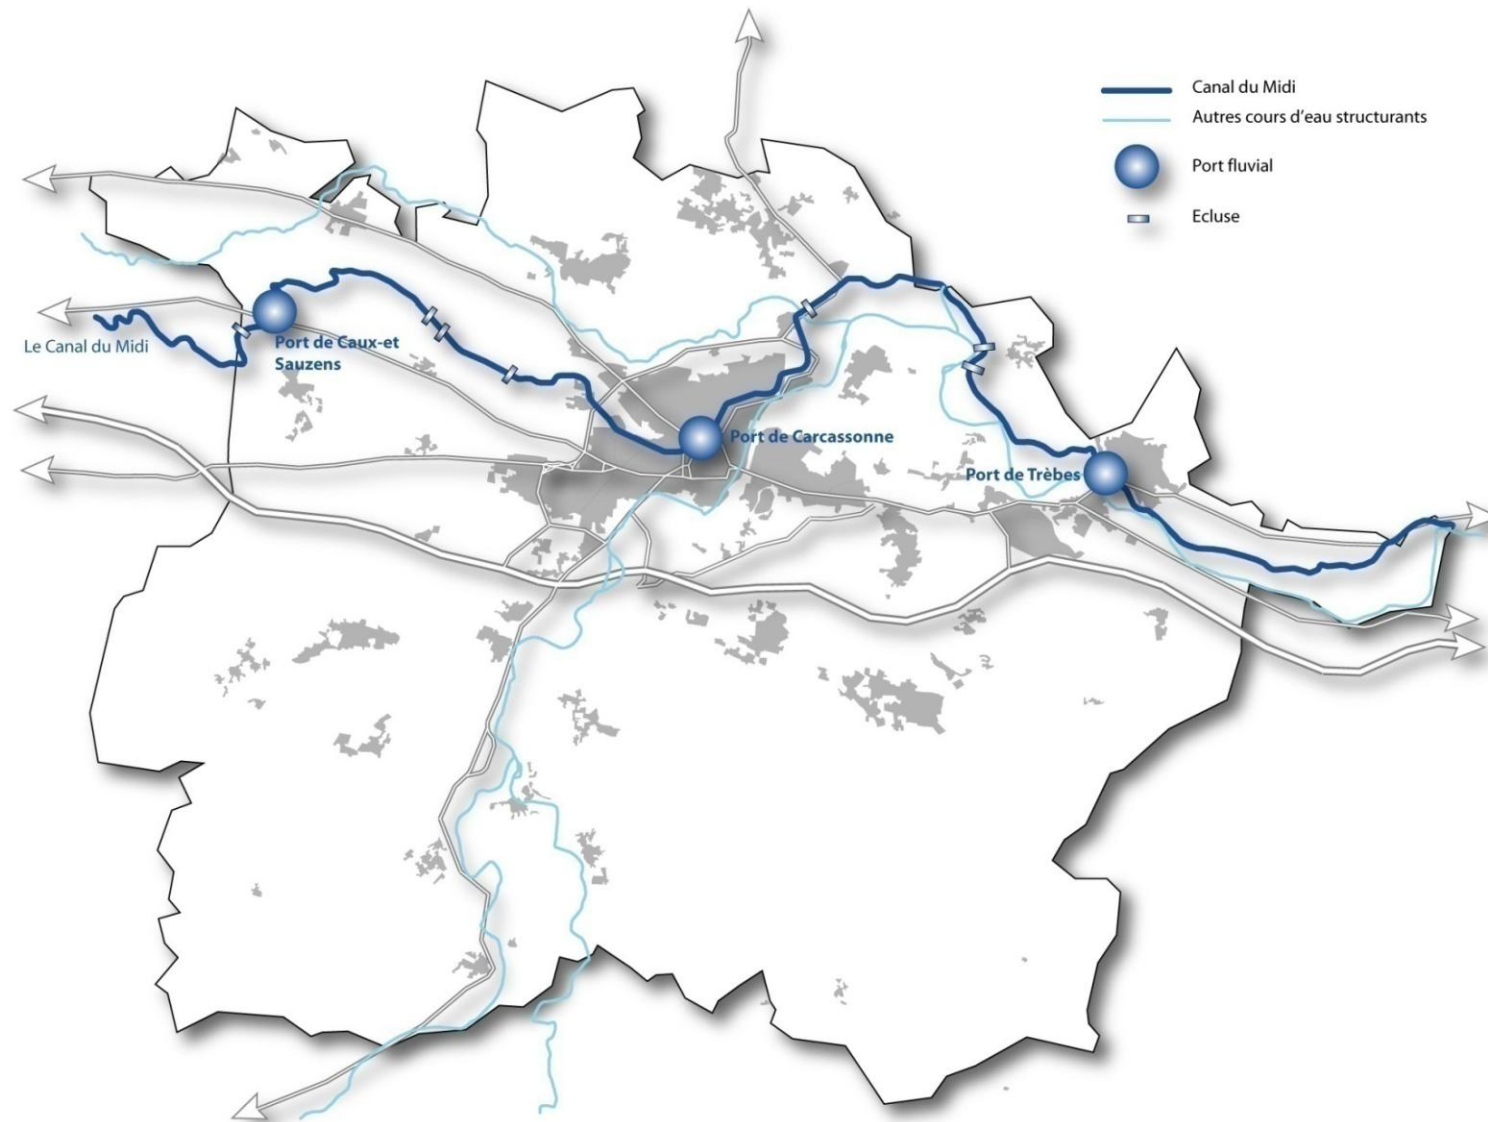 Canal du Midi
Autres cours d'eau structurants
Port fluvial
Ecluse
Le Canal du Midi
Port de Caux-et
Sauzens
Port de Carcassonne
Port de Trèbes